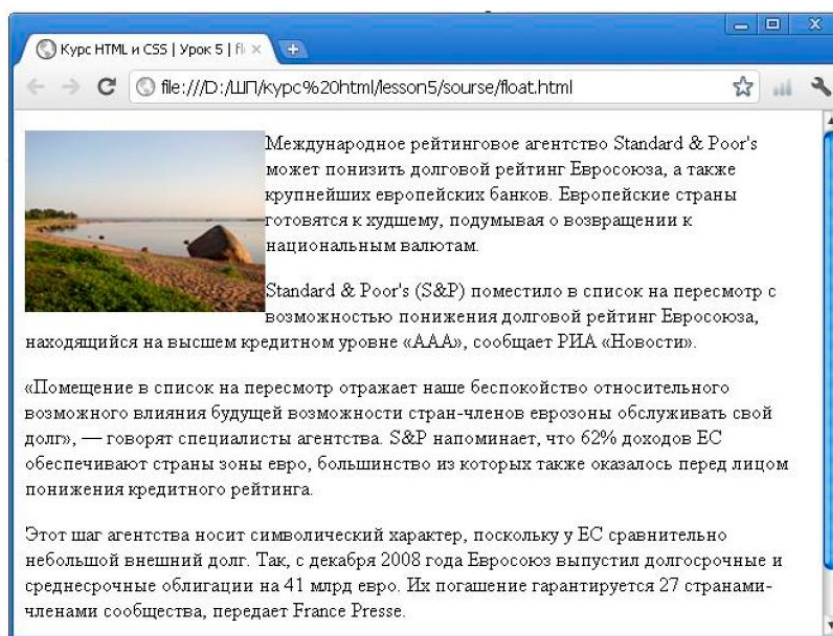 Курс HTML и CSS | Урок 5 | fl
file:///D:/ШП/курс%20html/lesson5/sourse/float.html
Международное рейтинговое агентство Standard & Poor's
может понизить долговой рейтинг Евросоюза, а также
крупнейших европейских банков. Европейские страны
готовятся к худшему, подумывая о возвращении к
национальным валютам.
Standard & Poor's (S&P) поместило в список на пересмотр с
возможностью понижения долговой рейтинг Евросоюза,
находящийся на высшем кредитном уровне «ААА», сообщает РИА «Новости».
«Помещение в список на пересмотр отражает наше беспокойство относительного
возможного влияния будущей возможности стран-членов еврозоны обслуживать свой
долг», — говорят специалисты агентства. S&P напоминает, что 62% доходов ЕС
обеспечивают страны зоны евро, большинство из которых также оказалось перед лицом
понижения кредитного рейтинга.
Этот шаг агентства носит символический характер, поскольку у ЕС сравнительно
небольшой внешний долг. Так, с декабря 2008 года Евросоюз выпустил долгосрочные и
среднесрочные облигации на 41 млрд евро. Их погашение гарантируется 27 странами-
членами сообщества, передает France Presse.